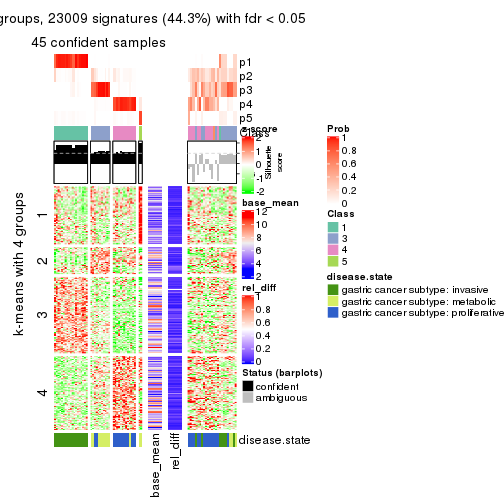 groups, 23009 signatures (44.3%) with fdr < 0.05
45 confident samples
p1
p2
p3
p4
p5
Class
z-score
2
1
0
-1
-2
Silhouette
score
base_mean
12
10
8
6
4
2
rel_diff
1
0.8
0.6
0.4
0.2
0
Status (barplots)
confident
ambiguous
Prob
1
0.8
0.6
0.4
0.2
0
Class
1
3
4
5
disease.state
gastric cancer subtype: invasive
gastric cancer subtype: metabolic
gastric cancer subtype: proliferative
k-means with 4 groups
1
2
3
4
base_mean
rel_diff
disease.state